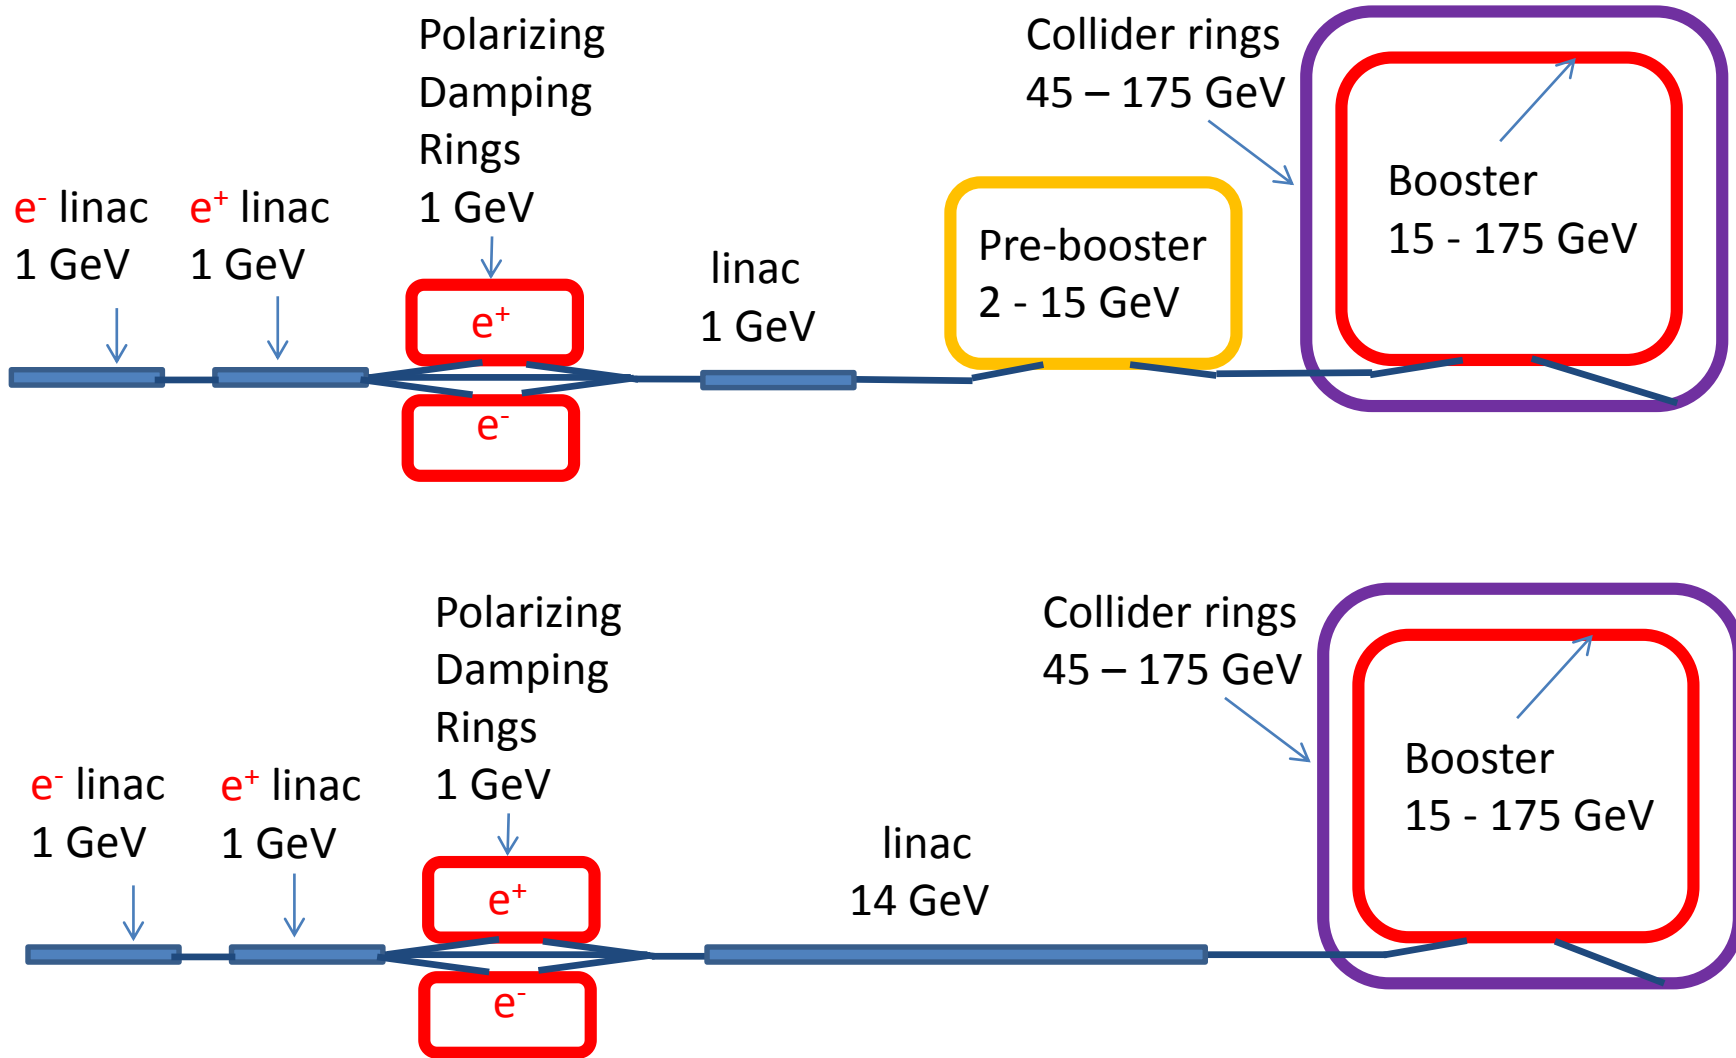 Polarizing
Damping
Rings
1 GeV
Collider rings
45 – 175 GeV
e⁻ linac
1 GeV
e⁺ linac
1 GeV
e⁺
e⁻
linac
1 GeV
Pre-booster
2 - 15 GeV
Booster
15 - 175 GeV
Polarizing
Damping
Rings
1 GeV
Collider rings
45 – 175 GeV
e⁻ linac
1 GeV
e⁺ linac
1 GeV
e⁺
e⁻
linac
14 GeV
Booster
15 - 175 GeV